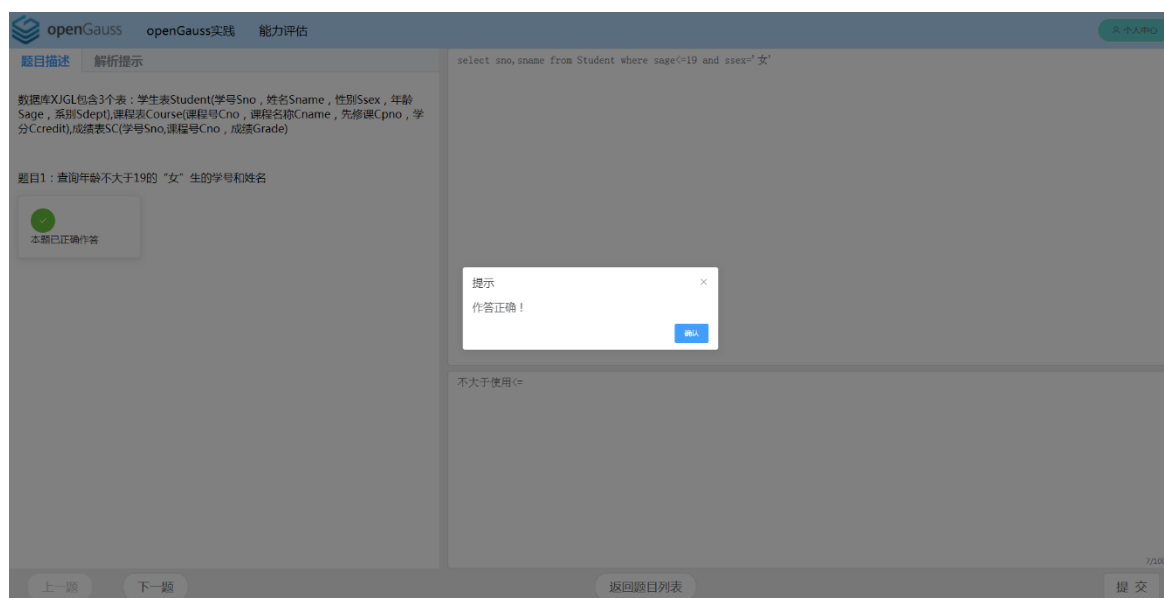 openGauss openGauss实践 能力评估 个人中心
题目描述 解析提示
数据库XJGL包含3个表：学生表Student(学号Sno，姓名Sname，性别Ssex，年龄
Sage，系别Sdept),课程表Course(课程号Cno，课程名称Cname，先修课Cpno，学
分Ccredit),成绩表SC(学号Sno,课程号Cno，成绩Grade)
题目1：查询年龄不大于19的“女”生的学号和姓名
本题已正确作答
select sno,sname from Student where sage<=19 and ssex='女'
提示
作答正确！
确认
不大于使用<=
7/100
上一题 下一题 返回题目列表 提 交